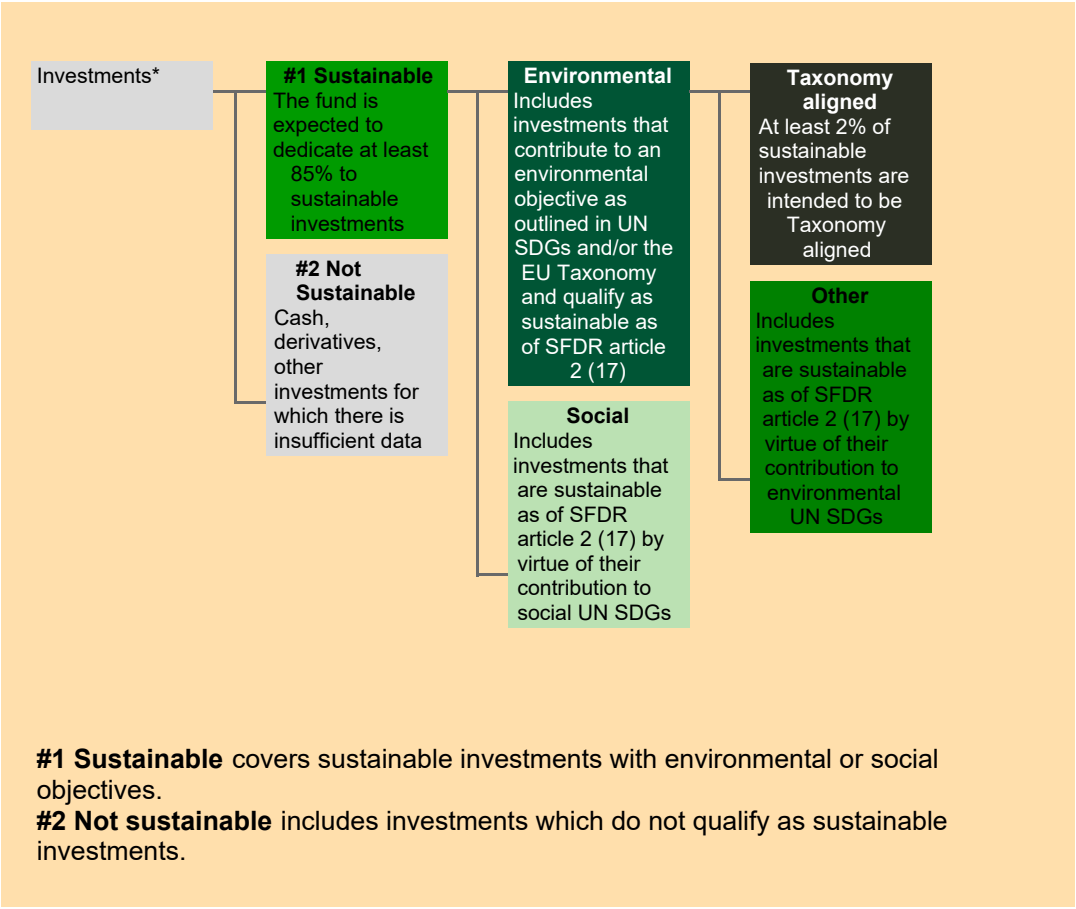 Investments*
#1 Sustainable
The fund is
expected to
dedicate at least
85% to
sustainable
investments
#2 Not
Sustainable
Cash,
derivatives,
other
investments for
which there is
insufficient data
Environmental
Includes
investments that
contribute to an
environmental
objective as
outlined in UN
SDGs and/or the
EU Taxonomy
and qualify as
sustainable as
of SFDR article
2 (17)
Social
Includes
investments that
are sustainable
as of SFDR
article 2 (17) by
virtue of their
contribution to
social UN SDGs
Taxonomy
aligned
At least 2% of
sustainable
investments are
intended to be
Taxonomy
aligned
Other
Includes
investments that
are sustainable
as of SFDR
article 2 (17) by
virtue of their
contribution to
environmental
UN SDGs
#1 Sustainable covers sustainable investments with environmental or social
objectives.
#2 Not sustainable includes investments which do not qualify as sustainable
investments.